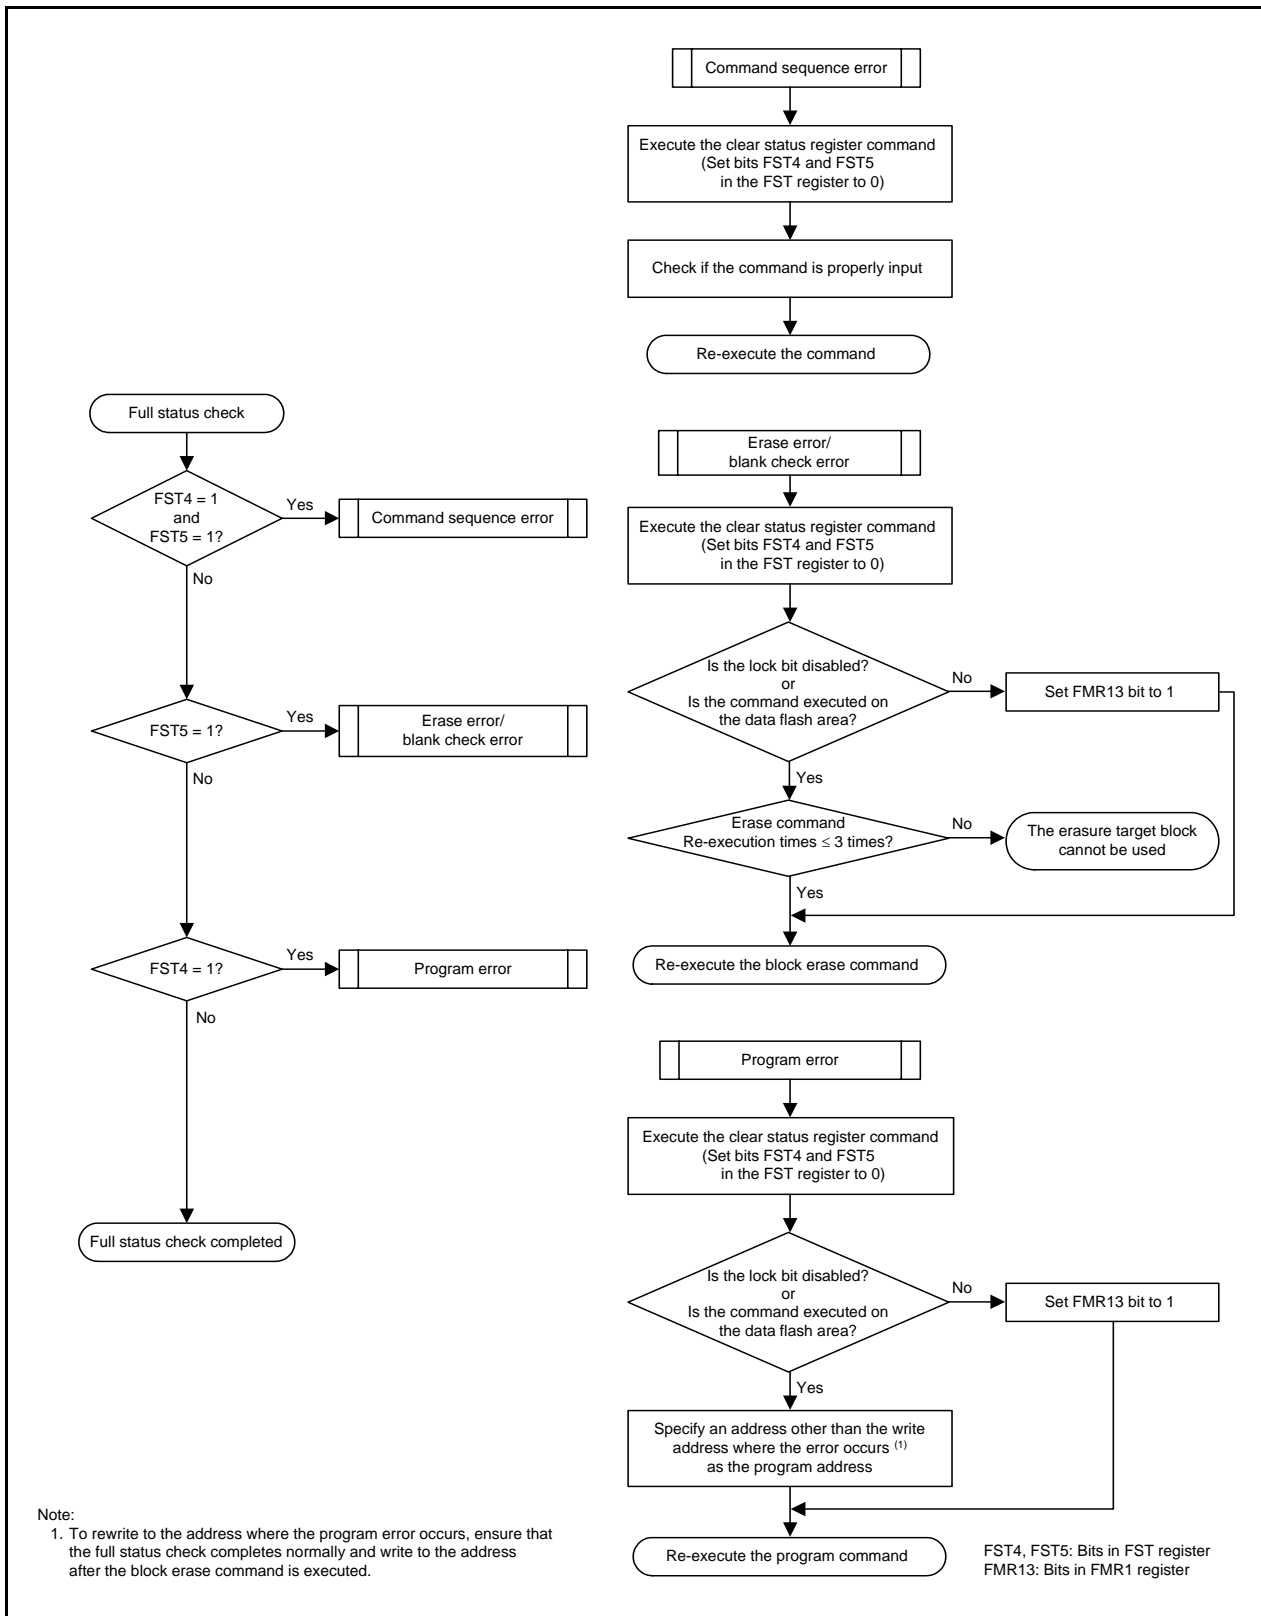 Command sequence error
Execute the clear status register command
(Set bits FST4 and FST5
in the FST register to 0)
Check if the command is properly input
Re-execute the command
Full status check
FST4 = 1
and
FST5 = 1?
Yes
Command sequence error
No
FST5 = 1?
Yes
Erase error/
blank check error
No
FST4 = 1?
Yes
Program error
No
Full status check completed
Erase error/
blank check error
Execute the clear status register command
(Set bits FST4 and FST5
in the FST register to 0)
Is the lock bit disabled?
or
Is the command executed on
the data flash area?
No
Set FMR13 bit to 1
Yes
Erase command
Re-execution times ≤ 3 times?
No
The erasure target block
cannot be used
Yes
Re-execute the block erase command
Program error
Execute the clear status register command
(Set bits FST4 and FST5
in the FST register to 0)
Is the lock bit disabled?
or
Is the command executed on
the data flash area?
No
Set FMR13 bit to 1
Yes
Specify an address other than the write
address where the error occurs (1)
as the program address
Re-execute the program command
Note:
1. To rewrite to the address where the program error occurs, ensure that
the full status check completes normally and write to the address
after the block erase command is executed.
FST4, FST5: Bits in FST register
FMR13: Bits in FMR1 register